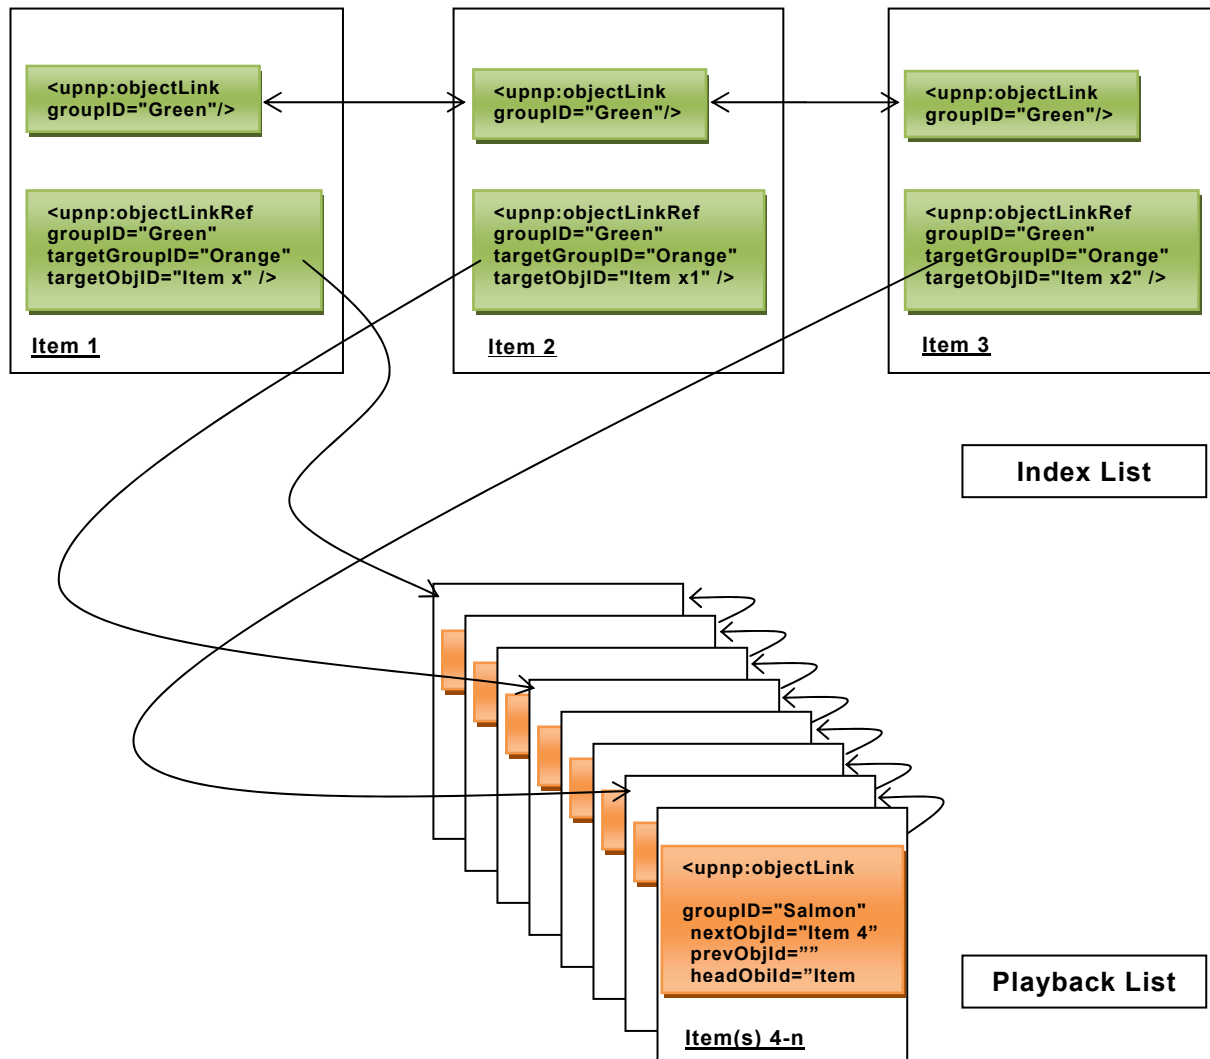 <upnp:objectLink
groupID="Green"/>
<upnp:objectLinkRef
groupID="Green"
targetGroupID="Orange"
targetObjID="Item x" />
Item 1
<upnp:objectLink
groupID="Green"/>
<upnp:objectLinkRef
groupID="Green"
targetGroupID="Orange"
targetObjID="Item x1" />
Item 2
<upnp:objectLink
groupID="Green"/>
<upnp:objectLinkRef
groupID="Green"
targetGroupID="Orange"
targetObjID="Item x2" />
Item 3
Index List
<upnp:objectLink
groupID="Salmon"
nextObjId="Item 4”
prevObjId=””
headObjId=”Item
Item(s) 4-n
Playback List